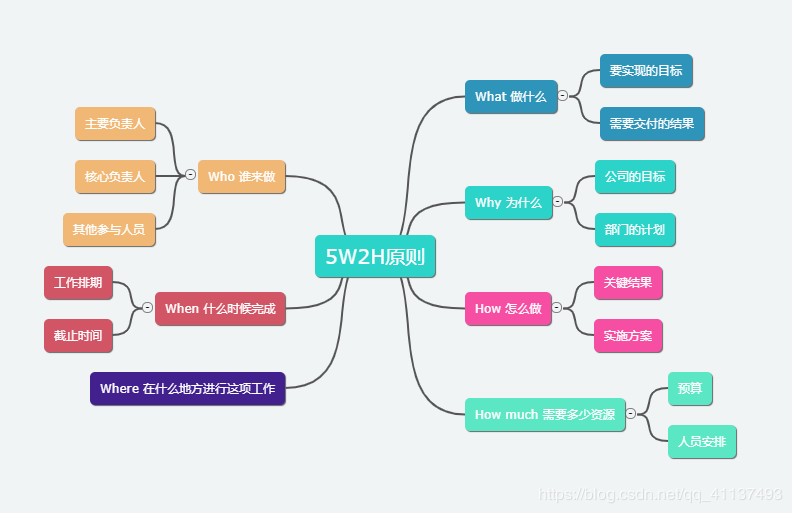 5W2H原则
What 做什么
要实现的目标
需要交付的结果
Why 为什么
公司的目标
部门的计划
How 怎么做
关键结果
实施方案
How much 需要多少资源
预算
人员安排
Who 谁来做
主要负责人
核心负责人
其他参与人员
When 什么时候完成
工作排期
截止时间
Where 在什么地方进行这项工作
https://blog.csdn.net/qq_41137493